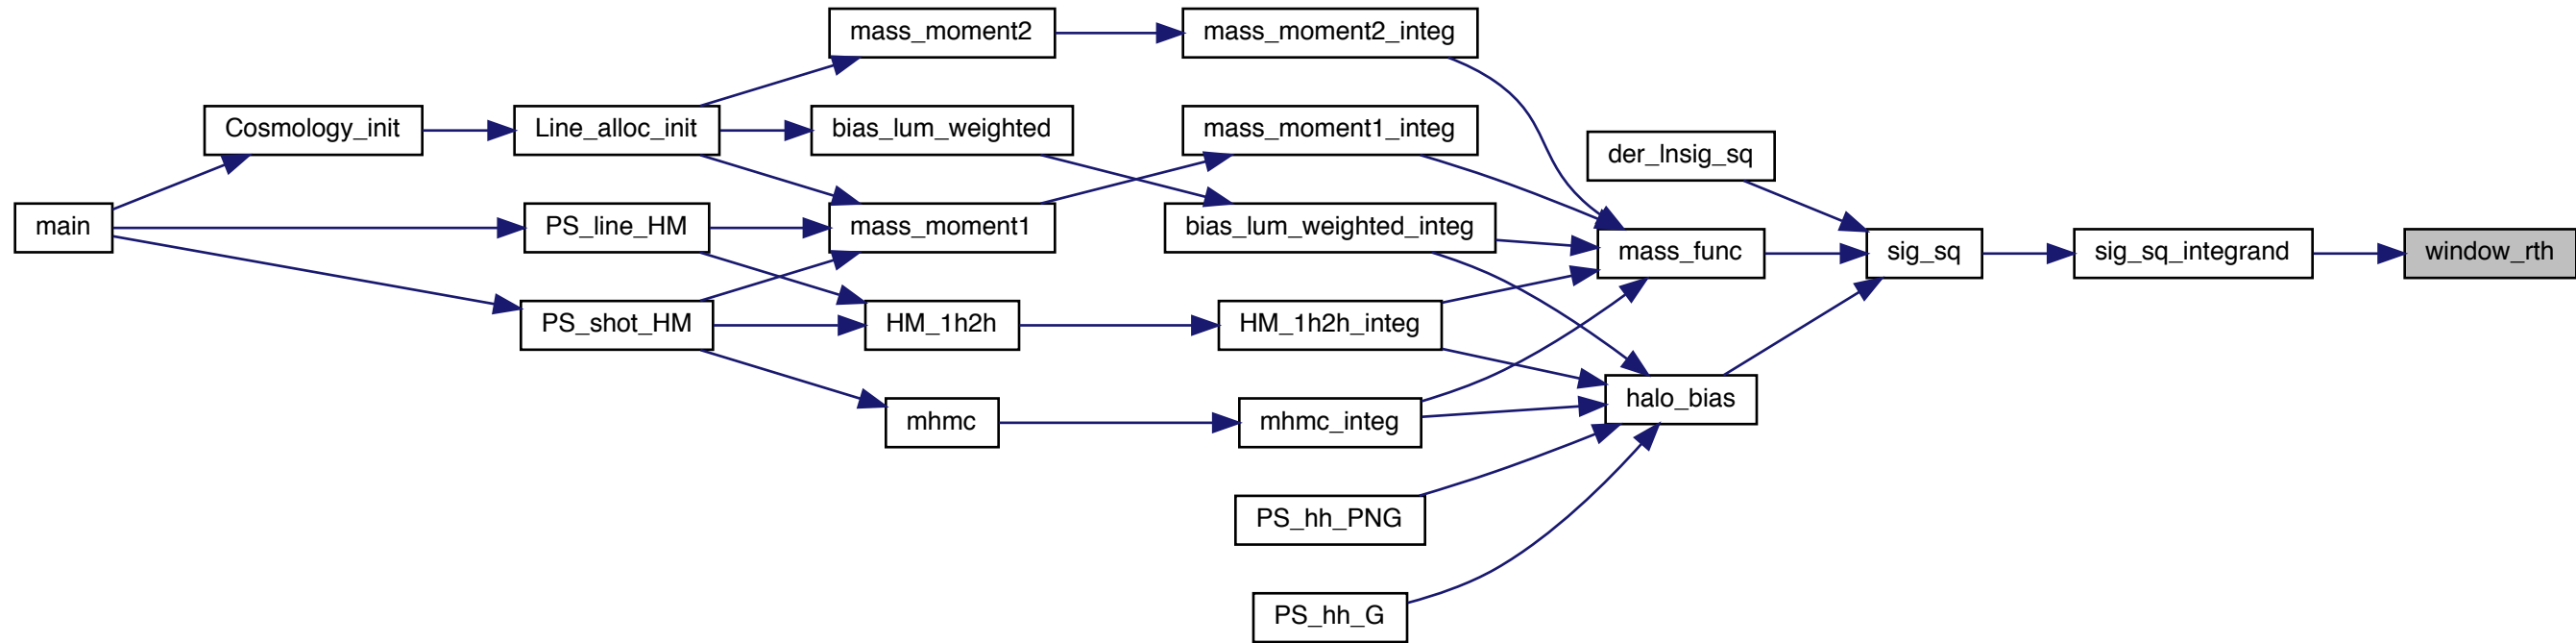 mass_moment2
mass_moment2_integ
Cosmology_init
Line_alloc_init
bias_lum_weighted
mass_moment1_integ
der_lnsig_sq
main
PS_line_HM
mass_moment1
bias_lum_weighted_integ
mass_func
sig_sq
sig_sq_integrand
window_rth
PS_shot_HM
HM_1h2h
HM_1h2h_integ
halo_bias
mhmc
mhmc_integ
PS_hh_PNG
PS_hh_G